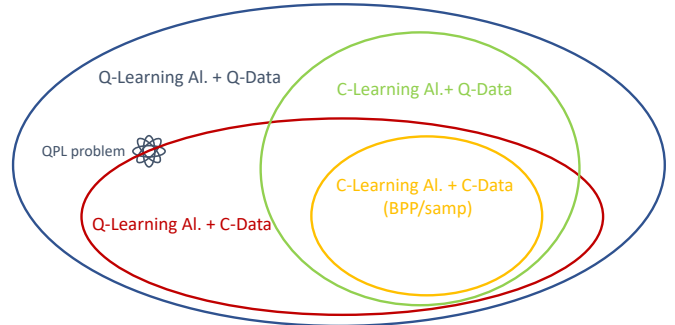 Q-Learning Al. + Q-Data
C-Learning Al.+ Q-Data
QPL problem
C-Learning Al. + C-Data
(BPP/samp)
Q-Learning Al. + C-Data